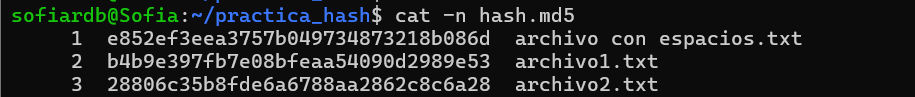 sofiardb@Sofia:~/practica_hash$ cat -n hash.md5
1 e852ef3eea3757b049734873218b086d archivo con espacios.txt
2 b4b9e397fb7e08bfeaa54090d2989e53 archivo1.txt
3 28806c35b8fde6a6788aa2862c8c6a28 archivo2.txt